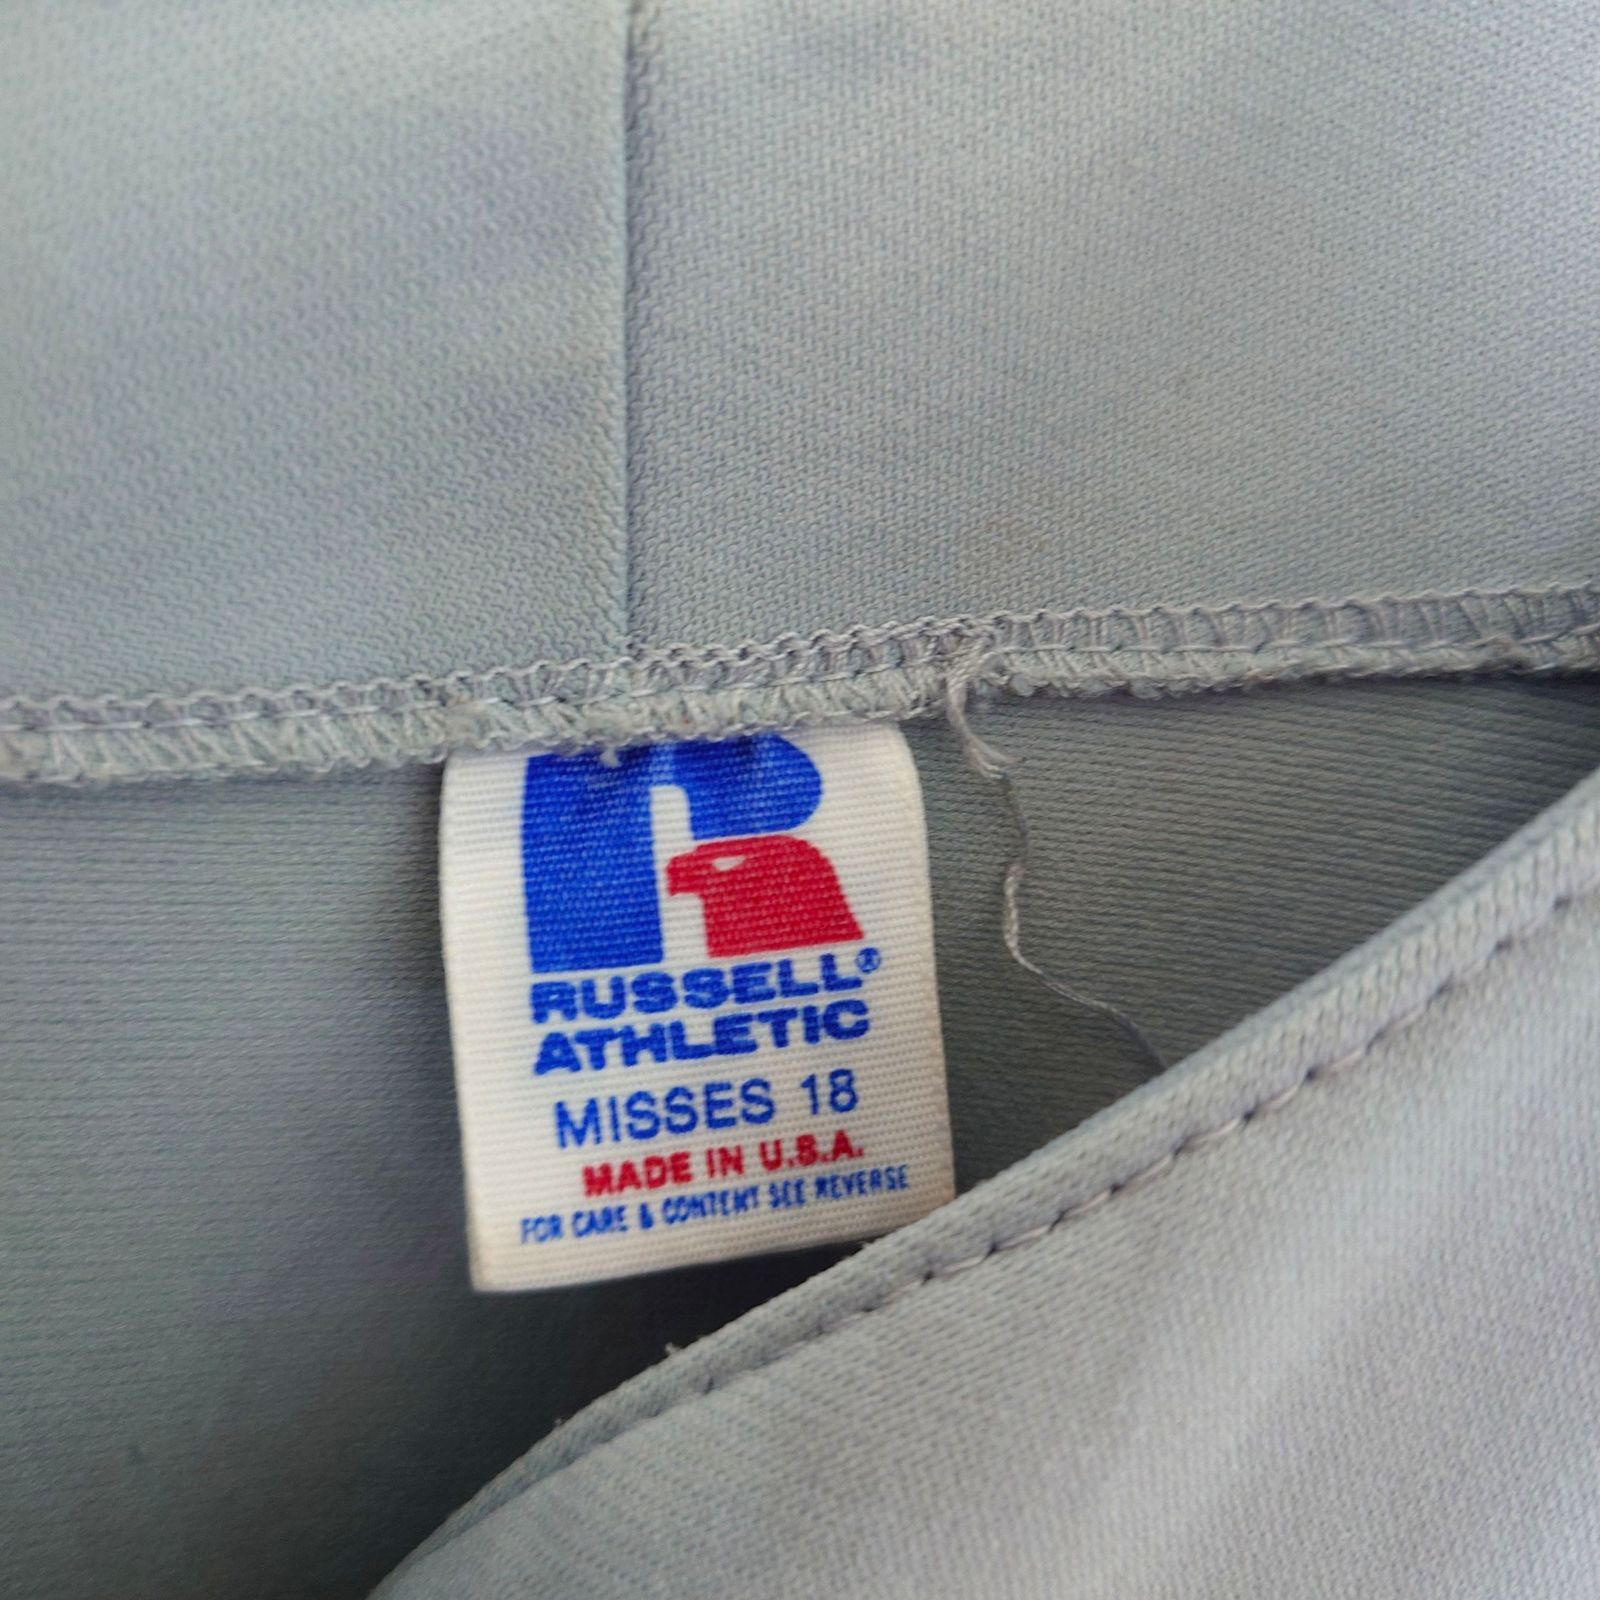 R
RUSSELL®
ATHLETIC
MISSES 18
MADE IN U.S.A.
FOR CARE & CONTENT SEE REVERSE